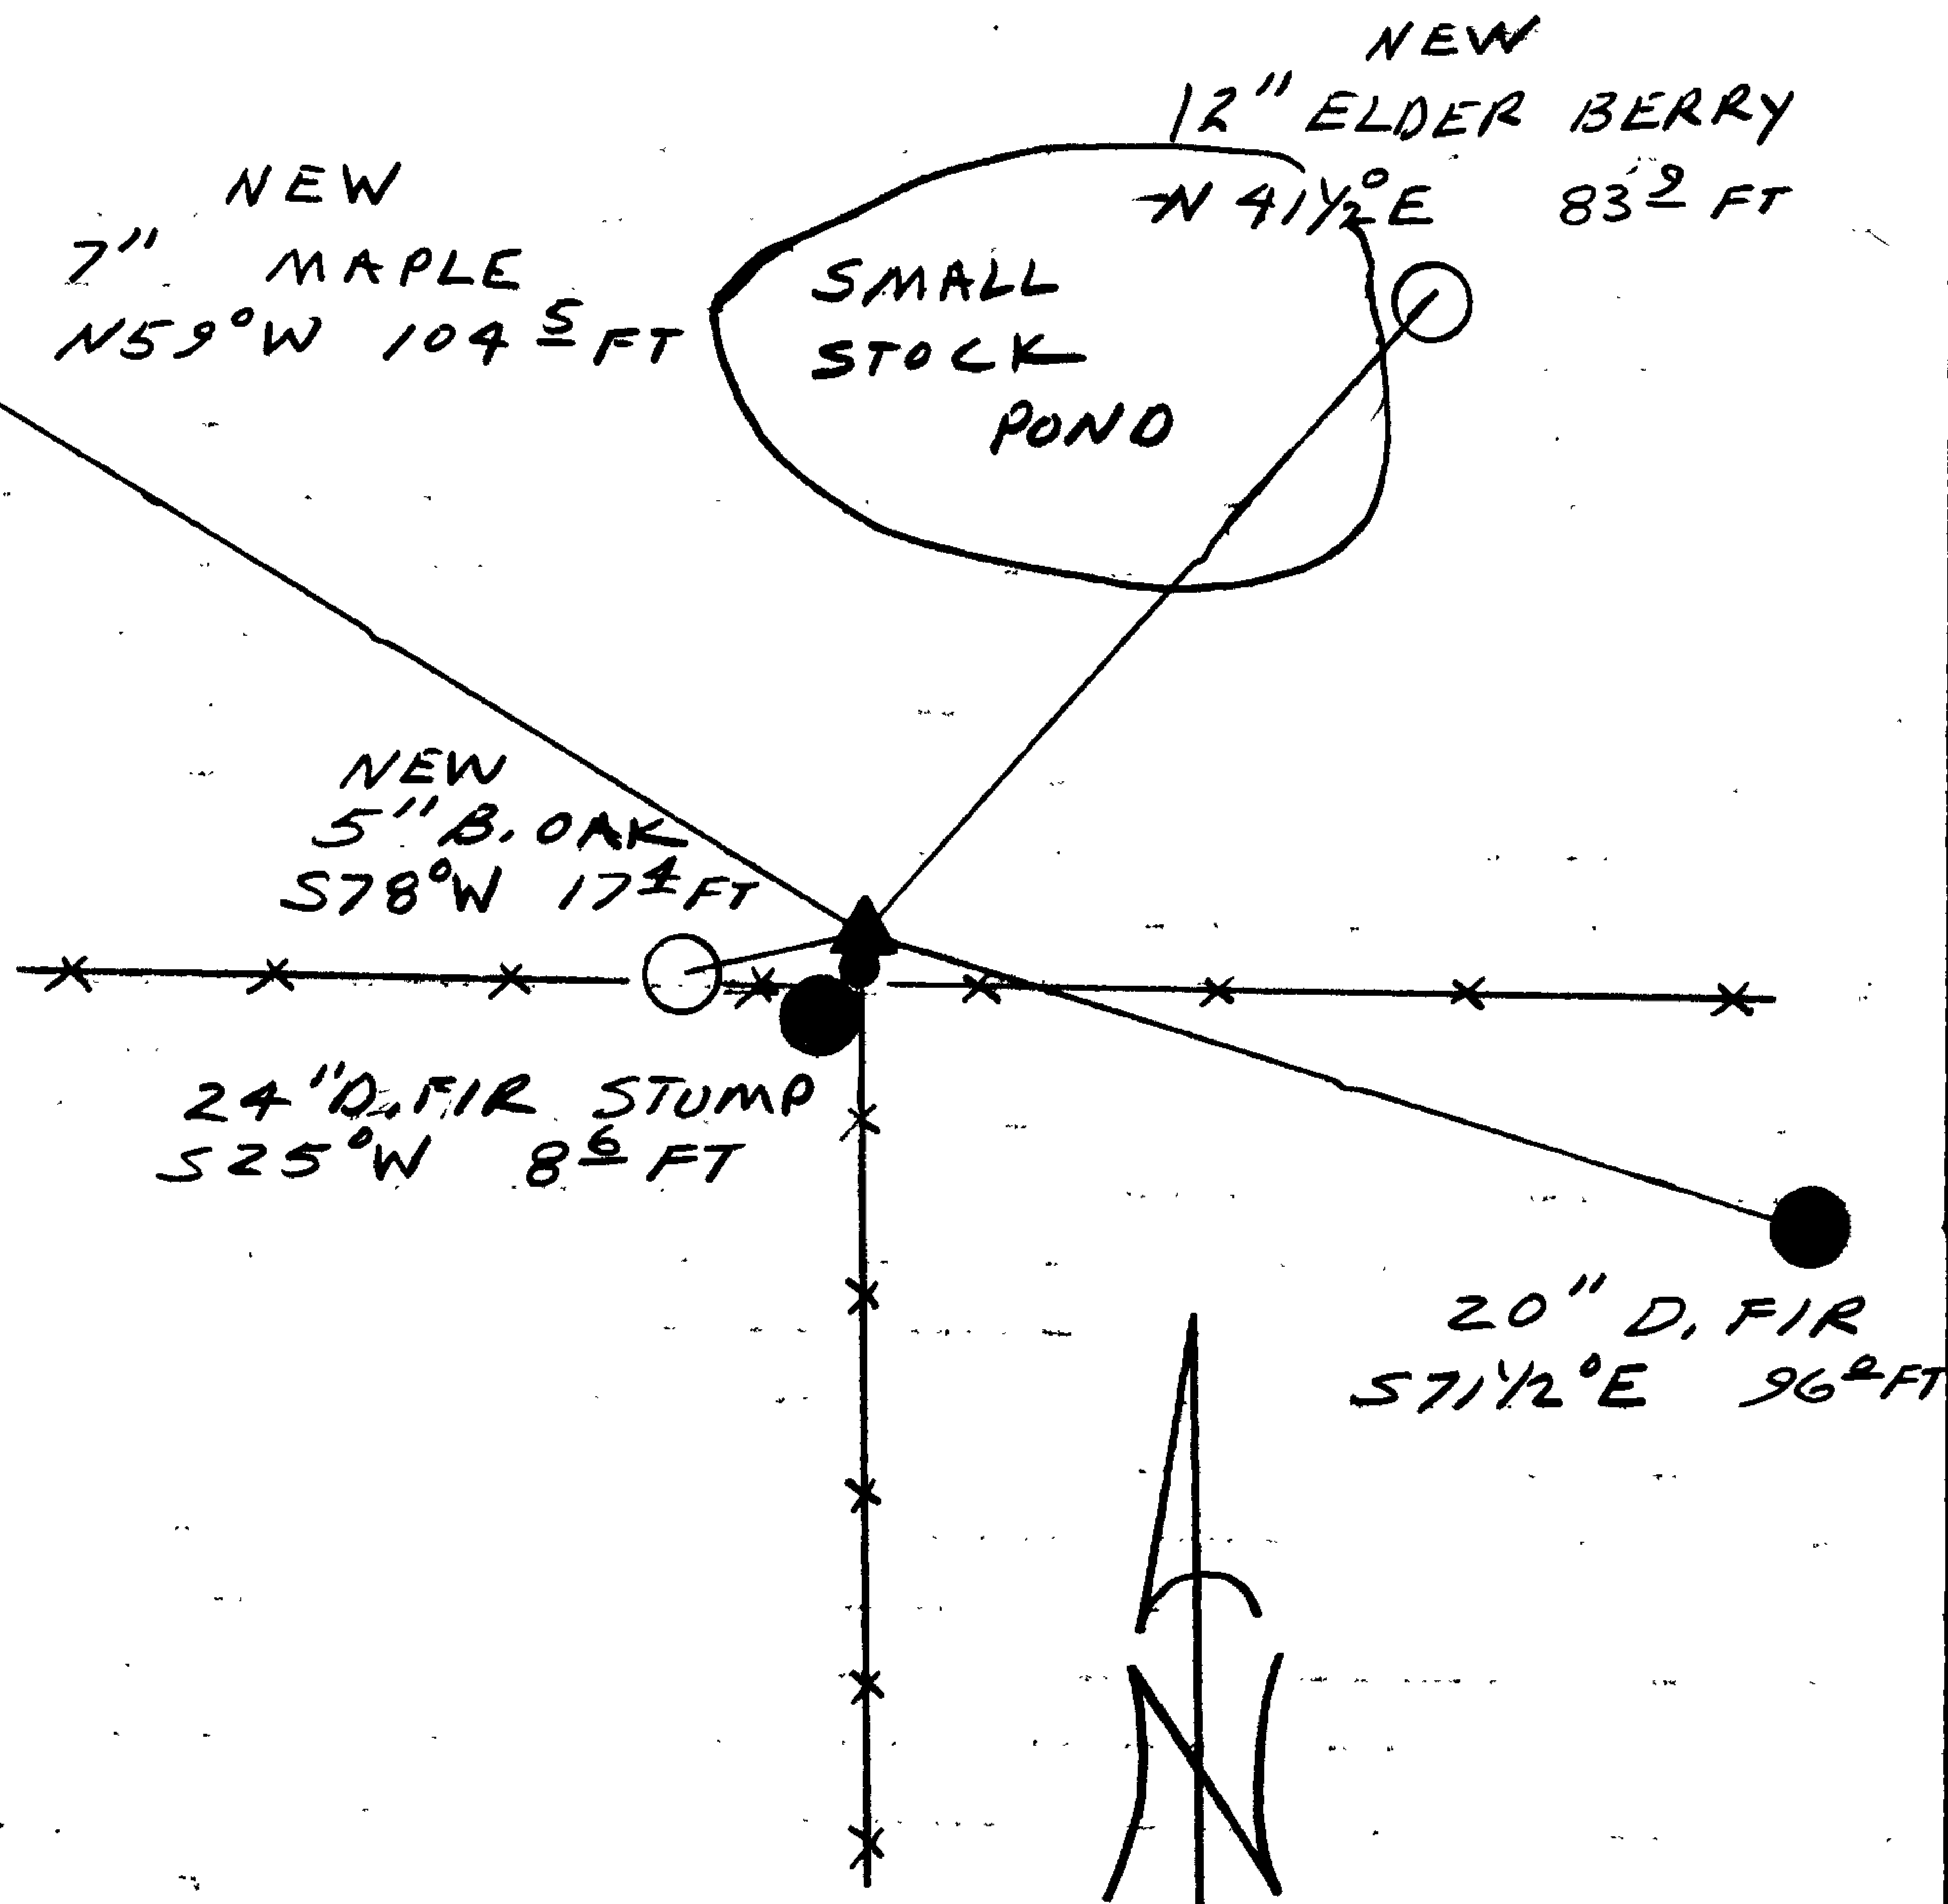 NEW
12" ELDER BERRY
N 41½°E 83⁹ FT
NEW
7" MAPLE
N59°W 104⁵ FT
SMALL
STOCK
POND
NEW
5" B. OAK
S78°W 17⁴ FT
24" D. FIR STUMP
S25°W 8⁶ FT
20" D. FIR
S71½°E 96⁰ FT
N